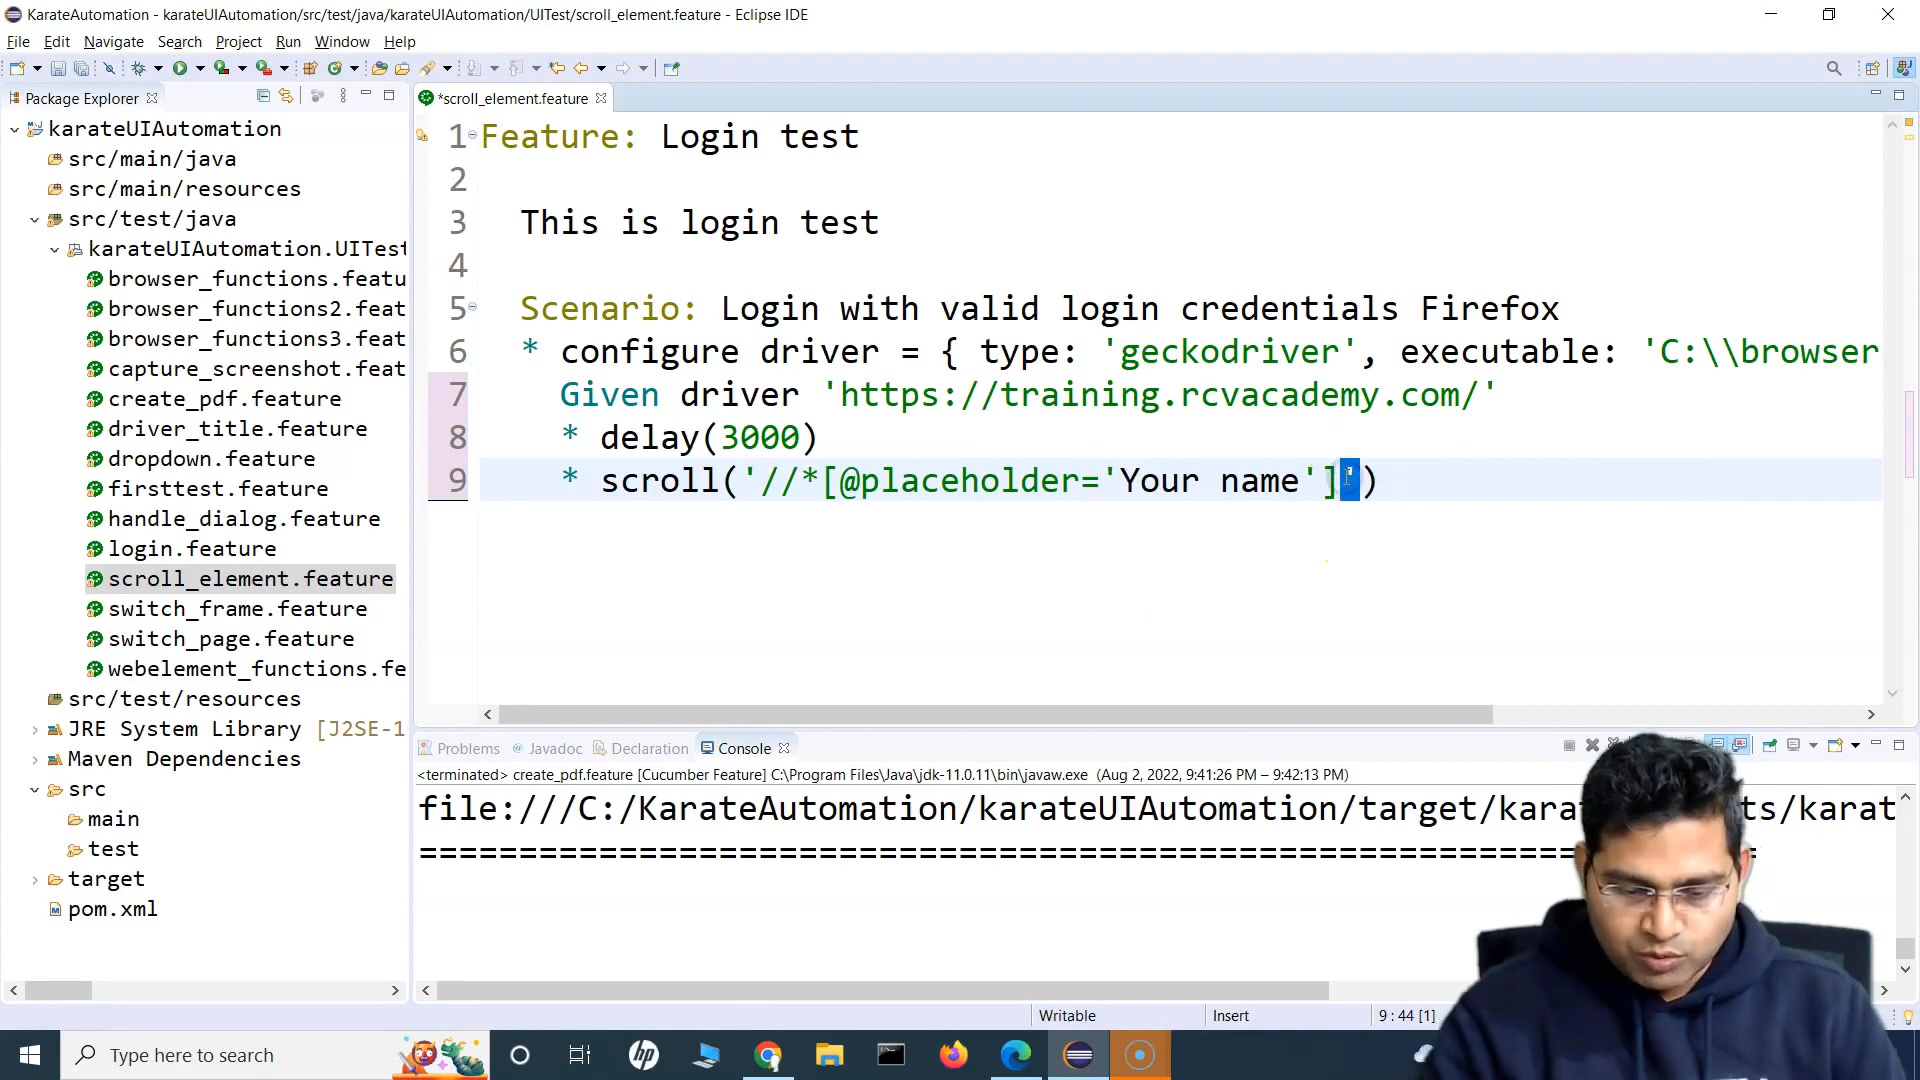 KarateAutomation - karateUIAutomation/src/test/java/karateUIAutomation/UITest/scroll_element.feature - Eclipse IDE
File Edit Navigate Search Project Run Window Help
Package Explorer
*scroll_element.feature
karateUIAutomation
src/main/java
src/main/resources
src/test/java
karateUIAutomation.UITest
browser_functions.featu
browser_functions2.feat
browser_functions3.feat
capture_screenshot.feat
create_pdf.feature
driver_title.feature
dropdown.feature
firsttest.feature
handle_dialog.feature
login.feature
scroll_element.feature
switch_frame.feature
switch_page.feature
webelement_functions.fe
src/test/resources
JRE System Library [J2SE-1
Maven Dependencies
src
main
test
target
pom.xml
1 Feature: Login test
2
3 This is login test
4
5 Scenario: Login with valid login credentials Firefox
6 * configure driver = { type: 'geckodriver', executable: 'C:\\browser
7 Given driver 'https://training.rcvacademy.com/'
8 * delay(3000)
9 * scroll('//*[@placeholder='Your name']')
Problems Javadoc Declaration Console
<terminated> create_pdf.feature [Cucumber Feature] C:\Program Files\Java\jdk-11.0.11\bin\javaw.exe (Aug 2, 2022, 9:41:26 PM – 9:42:13 PM)
file:///C:/KarateAutomation/karateUIAutomation/target/kara ts/karat
Writable Insert 9 : 44 [1]
Type here to search